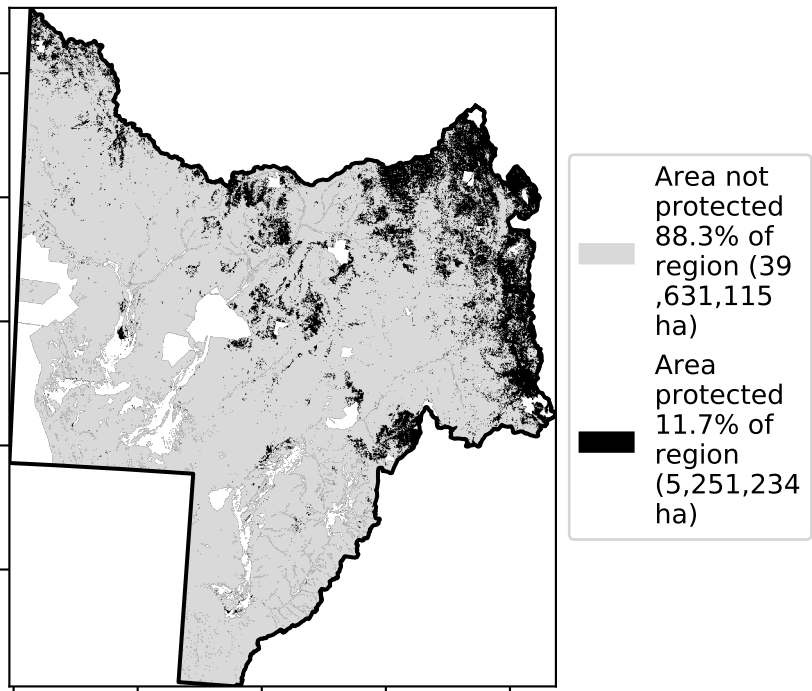 Area not
protected
88.3% of
region (39
,631,115
ha)
Area
protected
11.7% of
region
(5,251,234
ha)